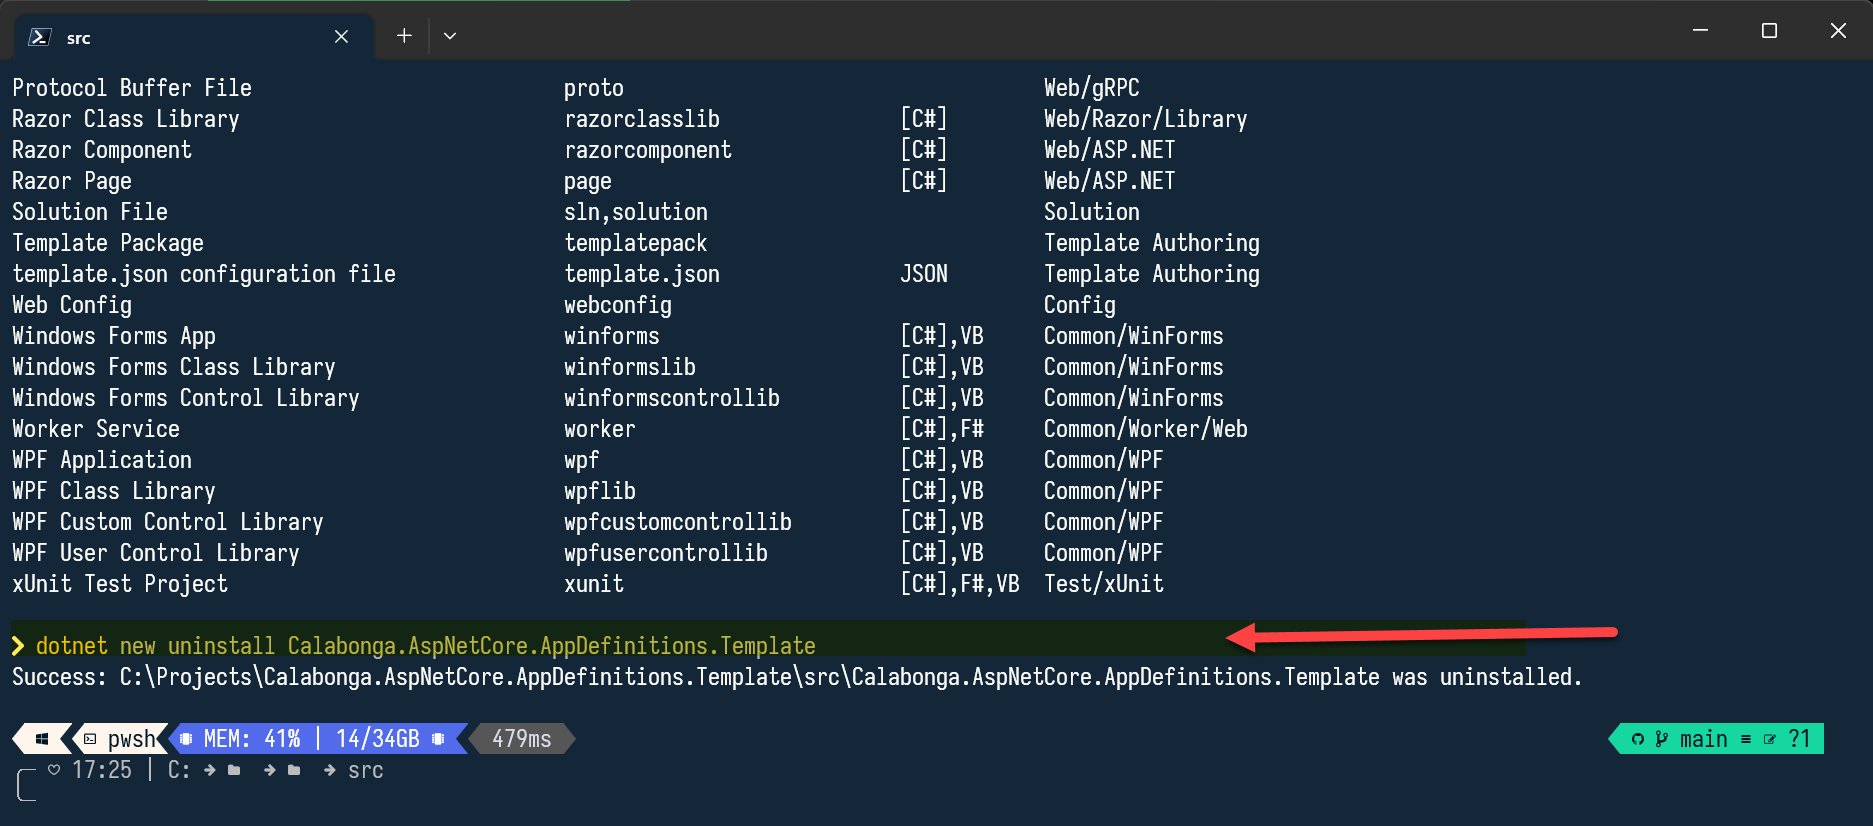 src
Protocol Buffer File proto Web/gRPC
Razor Class Library razorclasslib [C#] Web/Razor/Library
Razor Component razorcomponent [C#] Web/ASP.NET
Razor Page page [C#] Web/ASP.NET
Solution File sln,solution Solution
Template Package templatepack Template Authoring
template.json configuration file template.json JSON Template Authoring
Web Config webconfig Config
Windows Forms App winforms [C#],VB Common/WinForms
Windows Forms Class Library winformslib [C#],VB Common/WinForms
Windows Forms Control Library winformscontrollib [C#],VB Common/WinForms
Worker Service worker [C#],F# Common/Worker/Web
WPF Application wpf [C#],VB Common/WPF
WPF Class Library wpflib [C#],VB Common/WPF
WPF Custom Control Library wpfcustomcontrollib [C#],VB Common/WPF
WPF User Control Library wpfusercontrollib [C#],VB Common/WPF
xUnit Test Project xunit [C#],F#,VB Test/xUnit
❯ dotnet new uninstall Calabonga.AspNetCore.AppDefinitions.Template
Success: C:\Projects\Calabonga.AspNetCore.AppDefinitions.Template\src\Calabonga.AspNetCore.AppDefinitions.Template was uninstalled.
pwsh MEM: 41% | 14/34GB 479ms main ≡ ?1
♡ 17:25 | C: → → → src